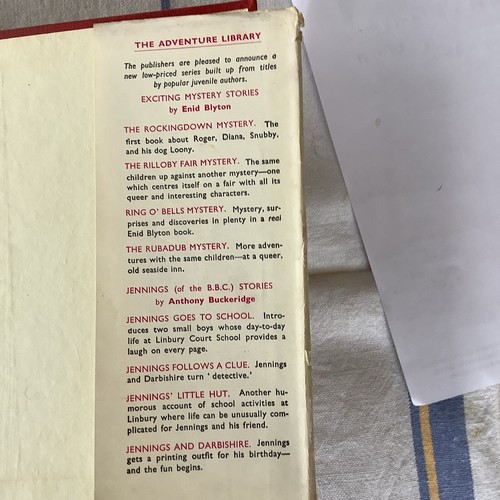 THE ADVENTURE LIBRARY
The publishers are pleased to announce a
new low-priced series built up from titles
by popular juvenile authors.
EXCITING MYSTERY STORIES
by Enid Blyton
THE ROCKINGDOWN MYSTERY. The
first book about Roger, Diana, Snubby,
and his dog Loony.
THE RILLOBY FAIR MYSTERY. The same
children up against another mystery—one
which centres itself on a fair with all its
queer and interesting characters.
RING O' BELLS MYSTERY. Mystery, sur-
prises and discoveries in plenty in a real
Enid Blyton book.
THE RUBADUB MYSTERY. More adven-
tures with the same children—at a queer,
old seaside inn.
JENNINGS (of the B.B.C.) STORIES
by Anthony Buckeridge
JENNINGS GOES TO SCHOOL. Intro-
duces two small boys whose day-to-day
life at Linbury Court School provides a
laugh on every page.
JENNINGS FOLLOWS A CLUE. Jennings
and Darbishire turn ' detective.'
JENNINGS' LITTLE HUT. Another hu-
morous account of school activities at
Linbury where life can be unusually com-
plicated for Jennings and his friend.
JENNINGS AND DARBISHIRE. Jennings
gets a printing outfit for his birthday—
and the fun begins.